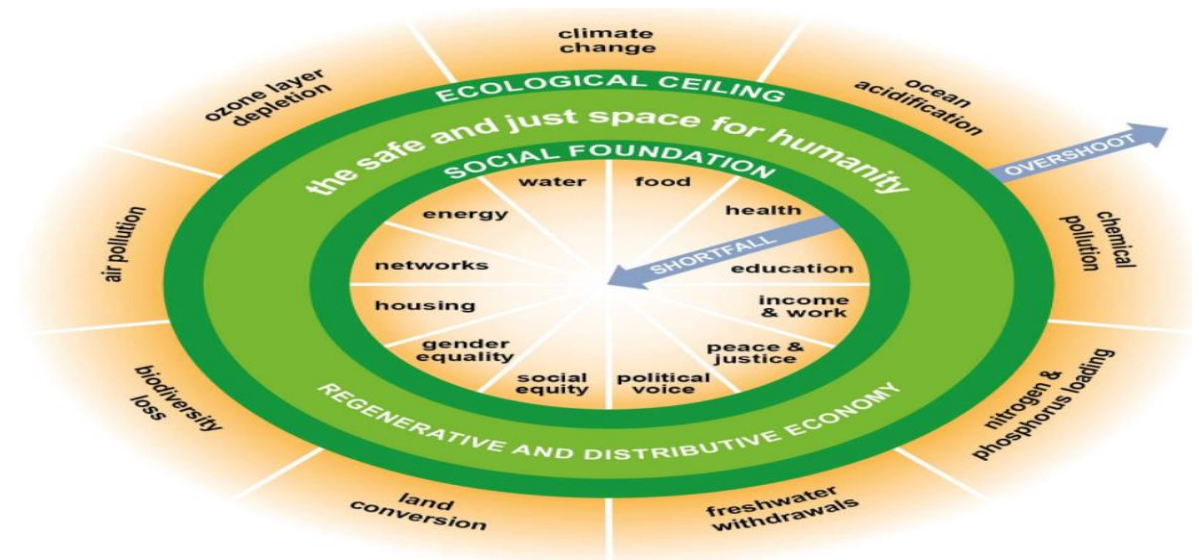 climate
change
ocean
acidification
chemical
pollution
nitrogen &
phosphorus loading
freshwater
withdrawals
land
conversion
biodiversity
loss
air pollution
ozone layer
depletion
OVERSHOOT
ECOLOGICAL CEILING
the safe and just space for humanity
SOCIAL FOUNDATION
water
food
health
SHORTFALL
education
income
& work
peace &
justice
political
voice
social
equity
gender
equality
housing
networks
energy
REGENERATIVE AND DISTRIBUTIVE ECONOMY